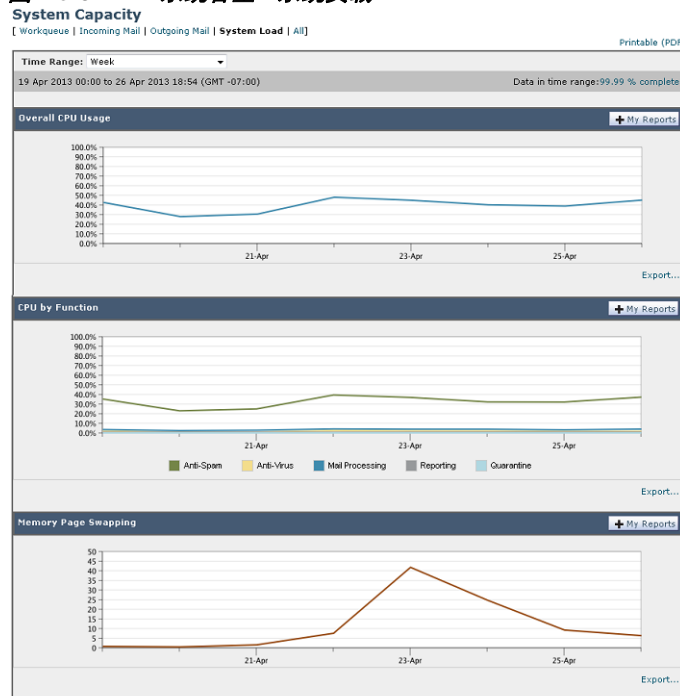 System Capacity
[ Workqueue | Incoming Mail | Outgoing Mail | System Load | All]
Printable (PDF
Time Range: Week
19 Apr 2013 00:00 to 26 Apr 2013 18:54 (GMT -07:00) Data in time range:99.99 % complete
Overall CPU Usage My Reports
100.0%
90.0%
80.0%
70.0%
60.0%
50.0%
40.0%
30.0%
20.0%
10.0%
0.0%
21-Apr 23-Apr 25-Apr
Export...
CPU by Function My Reports
100.0%
90.0%
80.0%
70.0%
60.0%
50.0%
40.0%
30.0%
20.0%
10.0%
0.0%
21-Apr 23-Apr 25-Apr
Anti-Spam Anti-Virus Mail Processing Reporting Quarantine
Export...
Memory Page Swapping My Reports
50
45
40
35
30
25
20
15
10
5
0
21-Apr 23-Apr 25-Apr
Export...